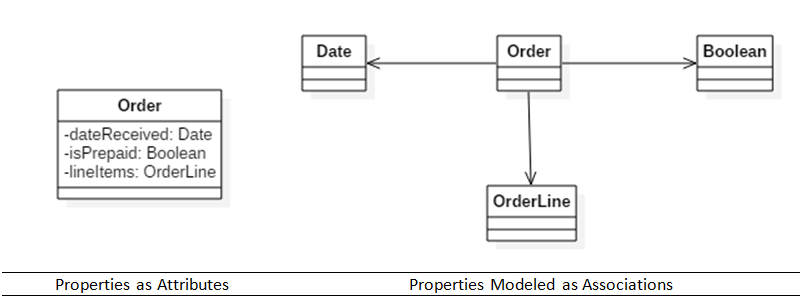 Order
-dateReceived: Date
-isPrepaid: Boolean
-lineItems: OrderLine
Date
Order
Boolean
OrderLine
Properties as Attributes
Properties Modeled as Associations